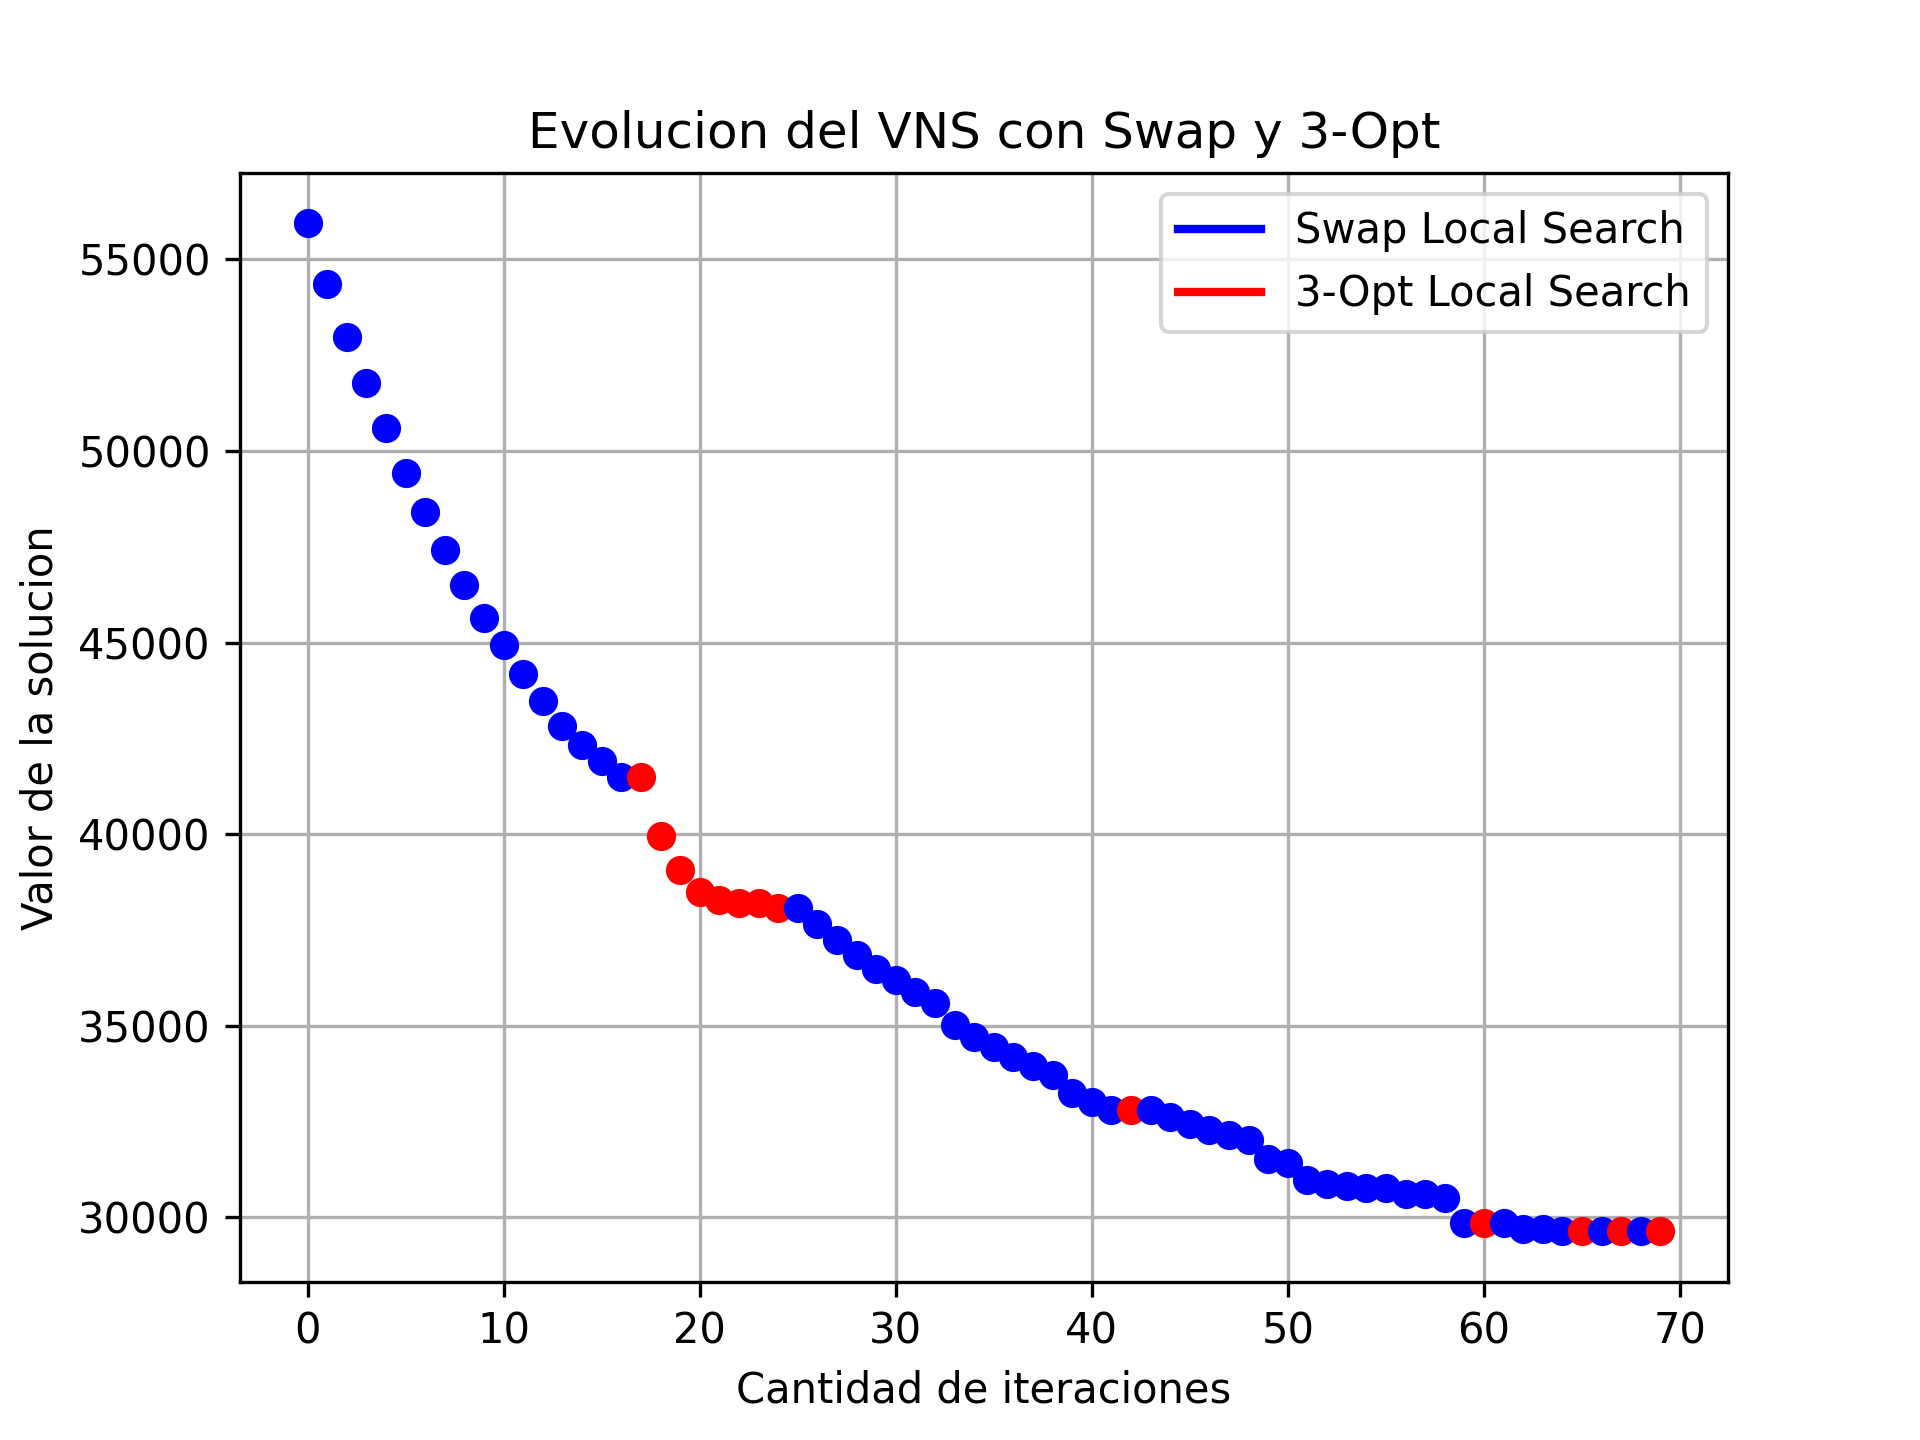 Evolucion del VNS con Swap y 3-Opt
Swap Local Search
3-Opt Local Search
55000
50000
45000
40000
35000
30000
Valor de la solucion
0 10 20 30 40 50 60 70
Cantidad de iteraciones